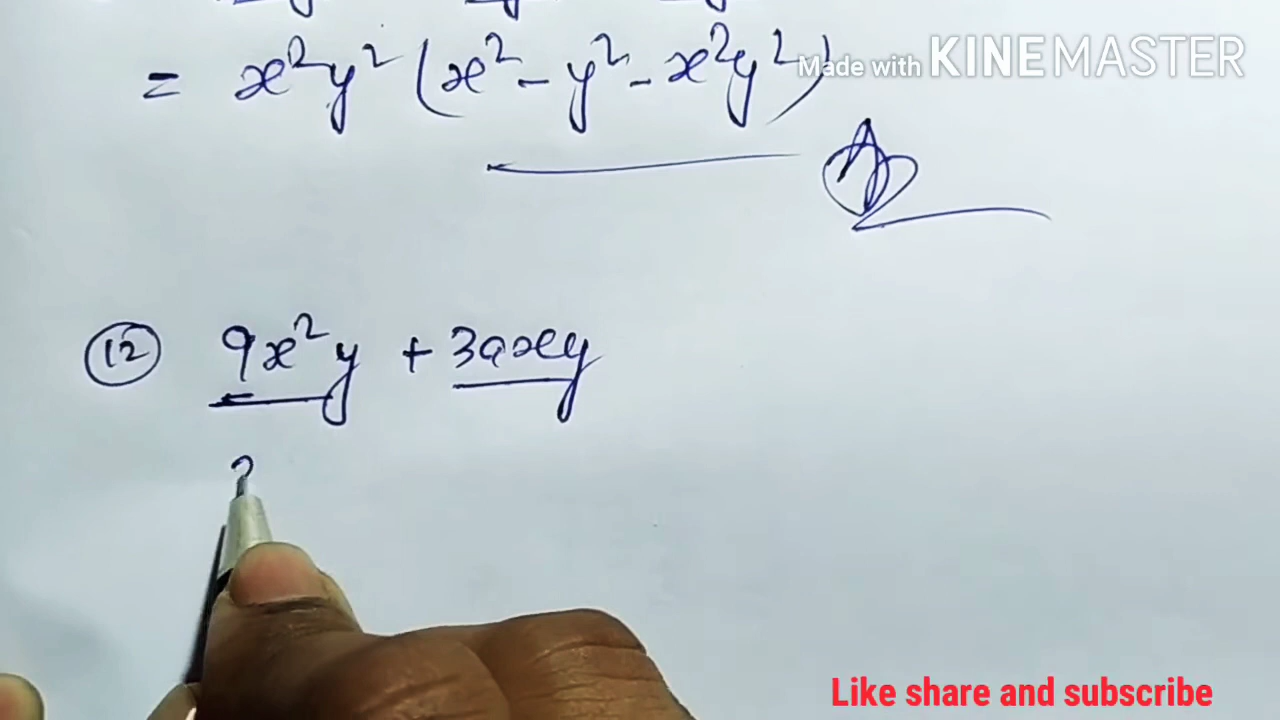 = x²y² (x² - y² - x²y²)
Made with KINEMASTER
12 9x²y + 3axy
Like share and subscribe